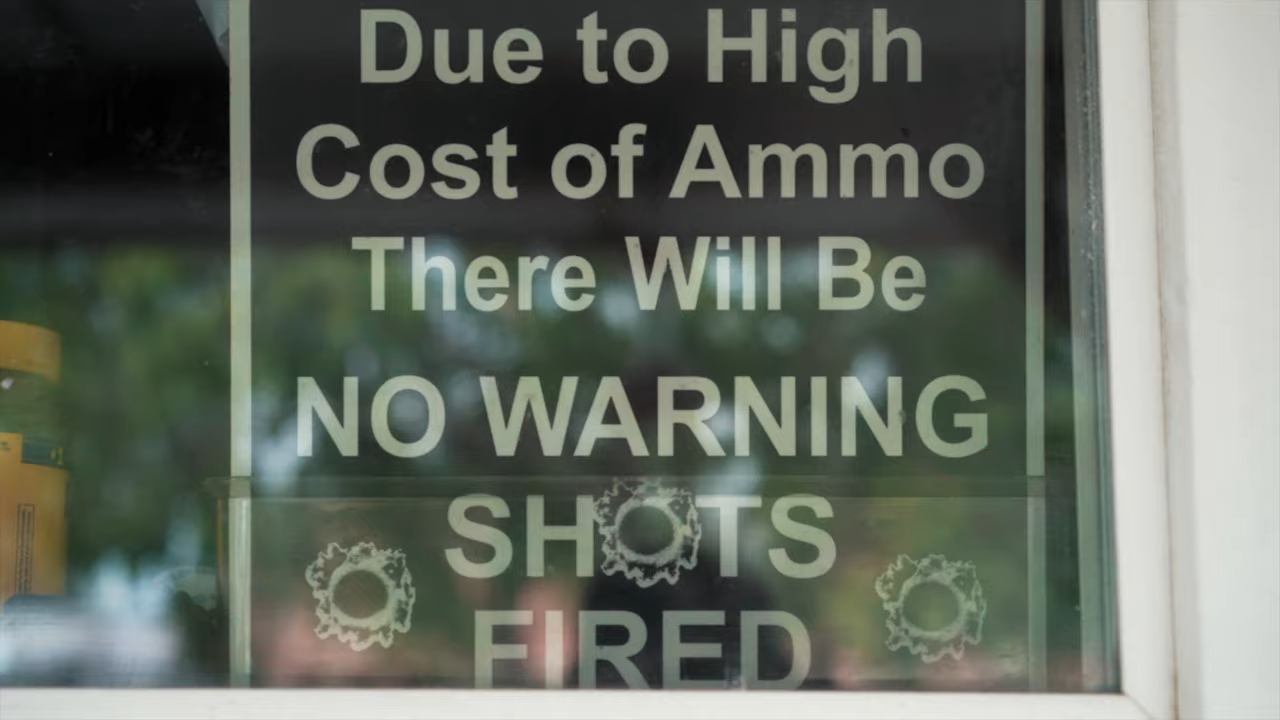 Due to High
Cost of Ammo
There Will Be
NO WARNING
SHOTS
FIRED